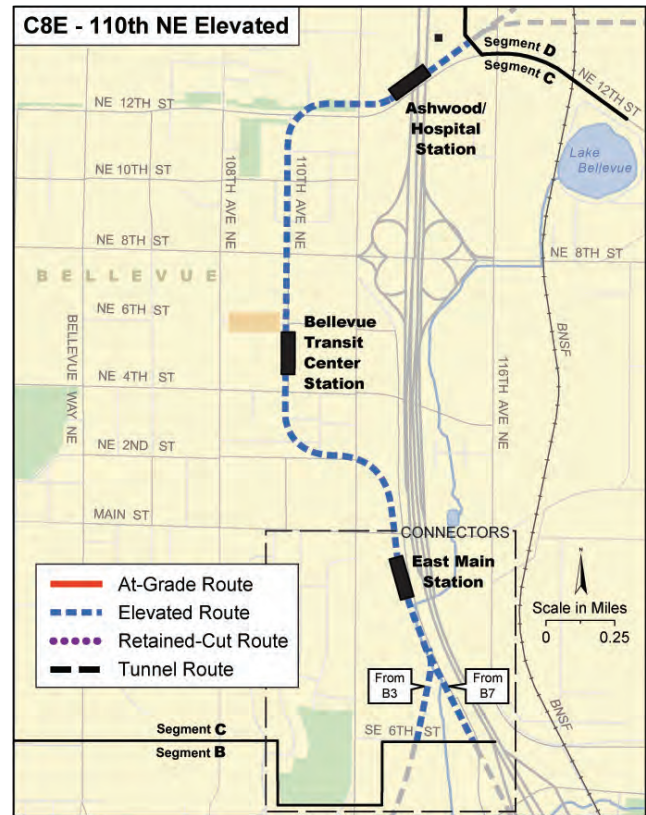 C8E - 110th NE Elevated
Segment D
Segment C
NE 12TH ST
NE 12TH ST
Ashwood/
Hospital
Station
Lake
Bellevue
NE 10TH ST
108TH AVE NE
110TH AVE NE
NE 8TH ST
NE 8TH ST
BELLEVUE
NE 6TH ST
Bellevue
Transit
Center
Station
BELLEVUE WAY NE
116TH AVE NE
BNSF
NE 4TH ST
NE 2ND ST
MAIN ST
CONNECTORS
East Main
Station
At-Grade Route
Elevated Route
Retained-Cut Route
Tunnel Route
N
Scale in Miles
0 0.25
From
B3
From
B7
SE 6TH ST
Segment C
Segment B
BNSF